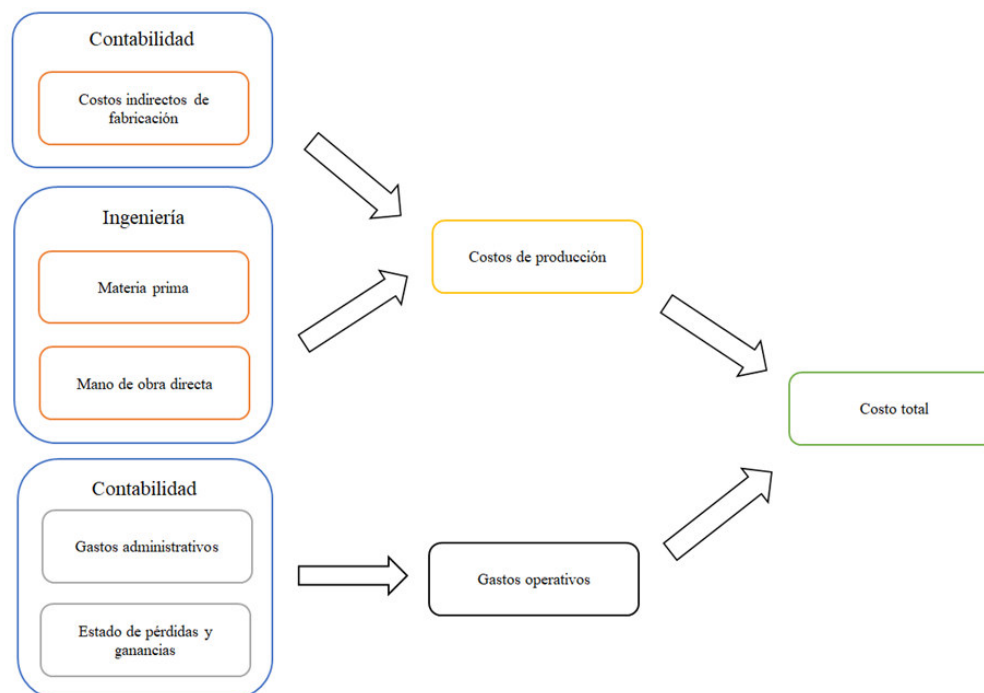 Contabilidad
Costos indirectos de
fabricación
Ingeniería
Materia prima
Mano de obra directa
Contabilidad
Gastos administrativos
Estado de pérdidas y
ganancias
Costos de producción
Gastos operativos
Costo total